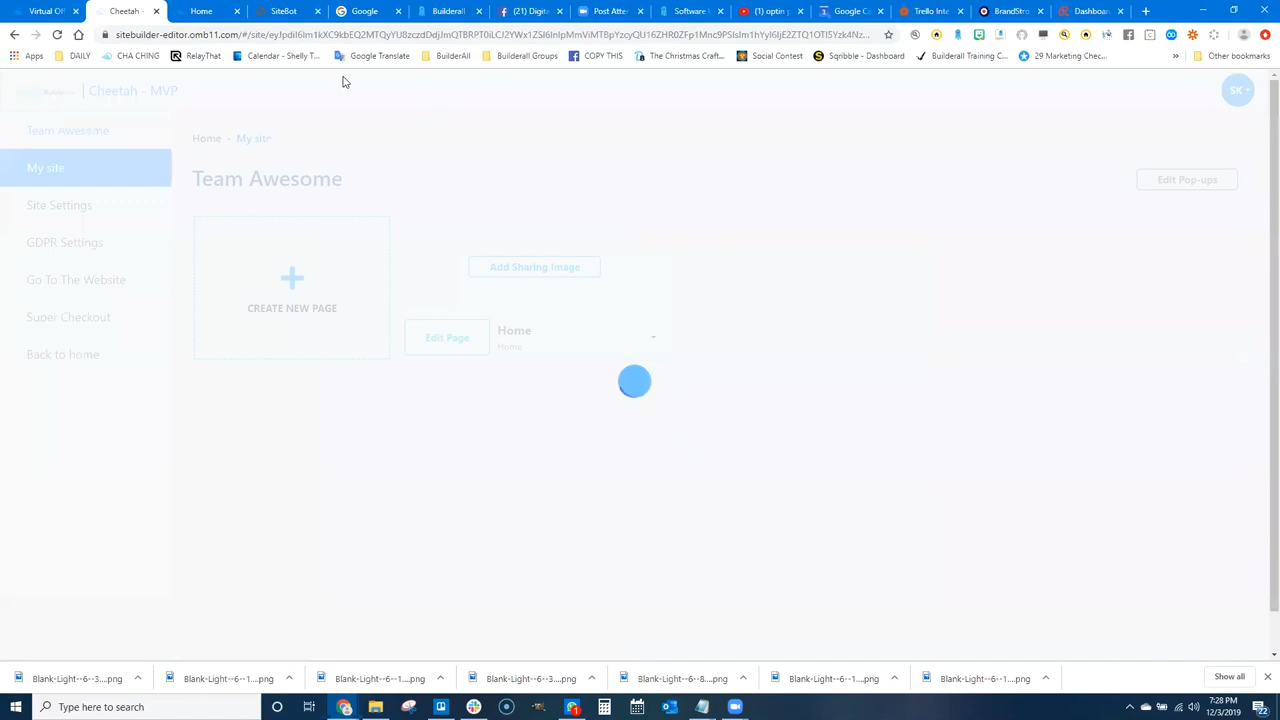 Virtual Of
Cheetah -
Home
SiteBot
Google
Builderall
(21) Digita
Post Atter
Software L
(1) optin p
Google Ca
Trello Inte
BrandStro
Dashboar
sitebuilder-editor.omb11.com/#/site/
Apps
DAILY
CHA CHING
RelayThat
Calendar - Shelly T...
Google Translate
BuilderAll
Builderall Groups
COPY THIS
The Christmas Craft...
Social Contest
Sqribble - Dashboard
Builderall Training C...
29 Marketing Chec...
»
Other bookmarks
| Cheetah - MVP
SK
Team Awesome
My site
Site Settings
GDPR Settings
Go To The Website
Super Checkout
Back to home
Home - My site
Team Awesome
Edit Pop-ups
+
CREATE NEW PAGE
Add Sharing Image
Edit Page
Home
Home
Blank-Light--6--3....png
Blank-Light--6--1....png
Blank-Light--6--1....png
Blank-Light--6--3....png
Blank-Light--6--8....png
Blank-Light--6--1....png
Blank-Light--6--1....png
Show all
Type here to search
1
7:28 PM
12/3/2019
22